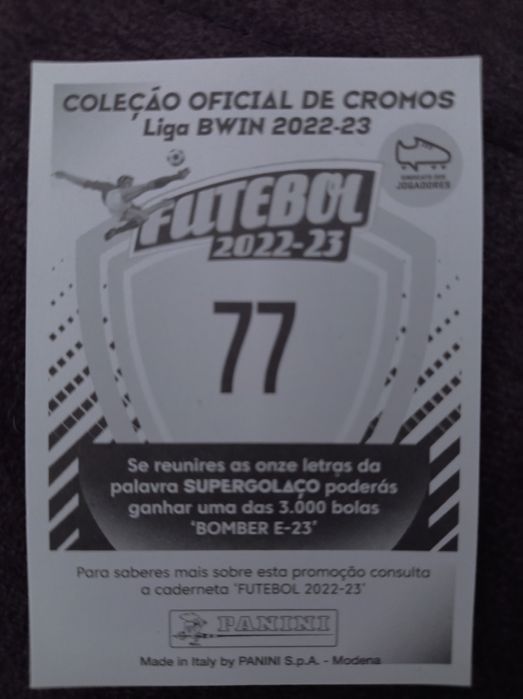 COLEÇÃO OFICIAL DE CROMOS
Liga BWIN 2022-23
SINDICATO DOS
JOGADORES
FUTEBOL
2022-23
77
Se reunires as onze letras da
palavra SUPERGOLAÇO poderás
ganhar uma das 3.000 bolas
"BOMBER E-23"
Para saberes mais sobre esta promoção consulta
a caderneta "FUTEBOL 2022-23"
PANINI
Made in Italy by PANINI S.p.A. - Modena